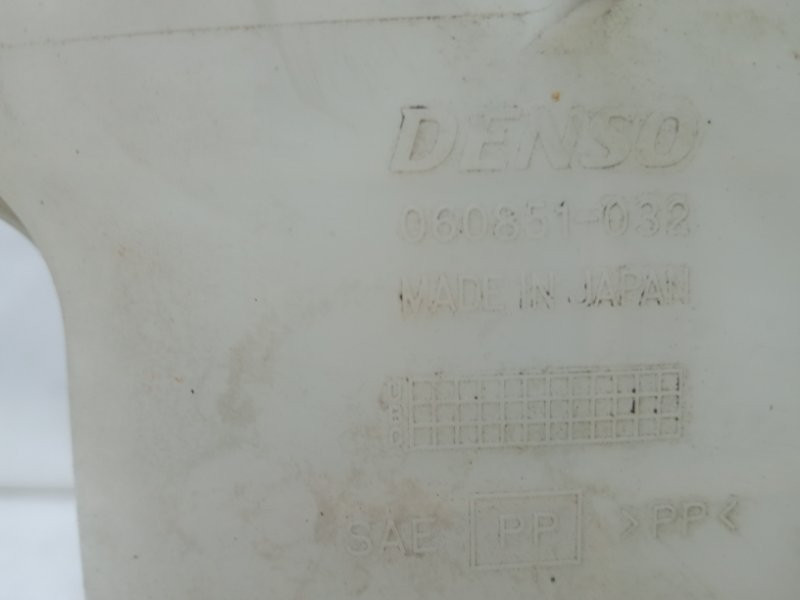 DENSO
060851-032
MADE IN JAPAN
SAE PP >PP<